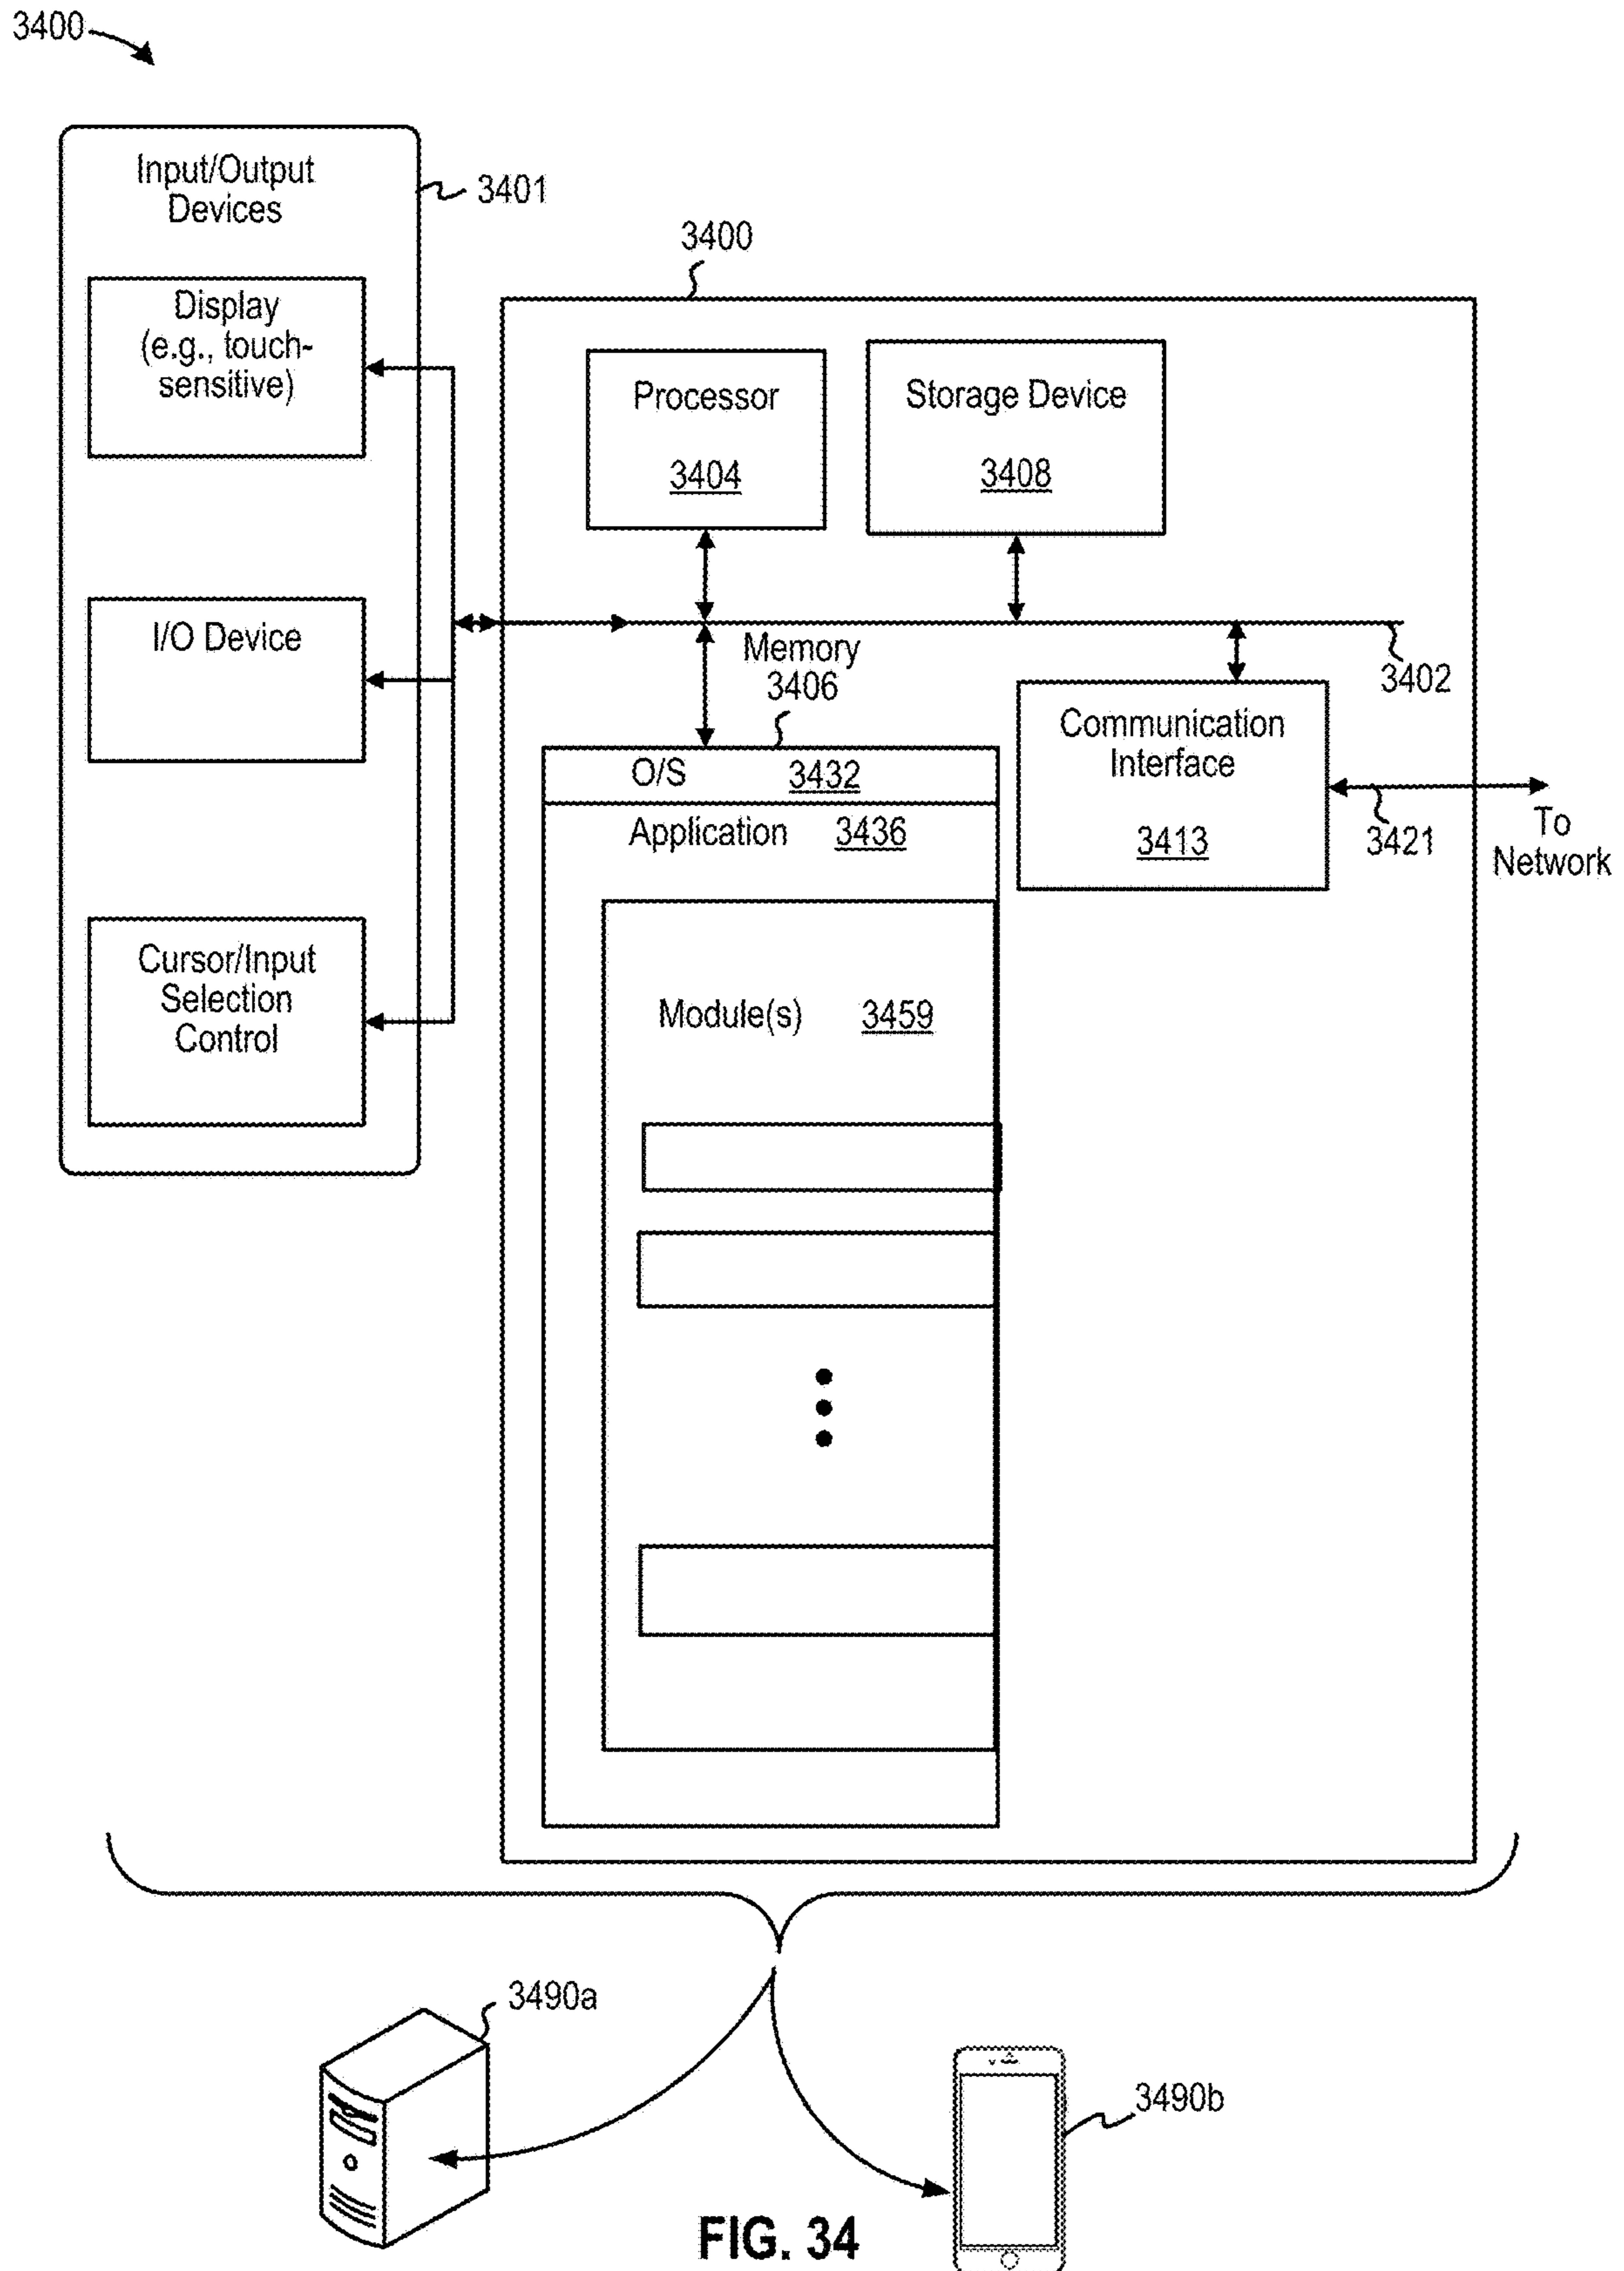 3400
Input/Output
Devices
3401
Display
(e.g., touch-
sensitive)
I/O Device
Cursor/Input
Selection
Control
3400
Processor
3404
Storage Device
3408
Memory
3406
3402
O/S 3432
Application 3436
Communication
Interface
3413
3421
To
Network
Module(s) 3459
3490a
3490b
FIG. 34